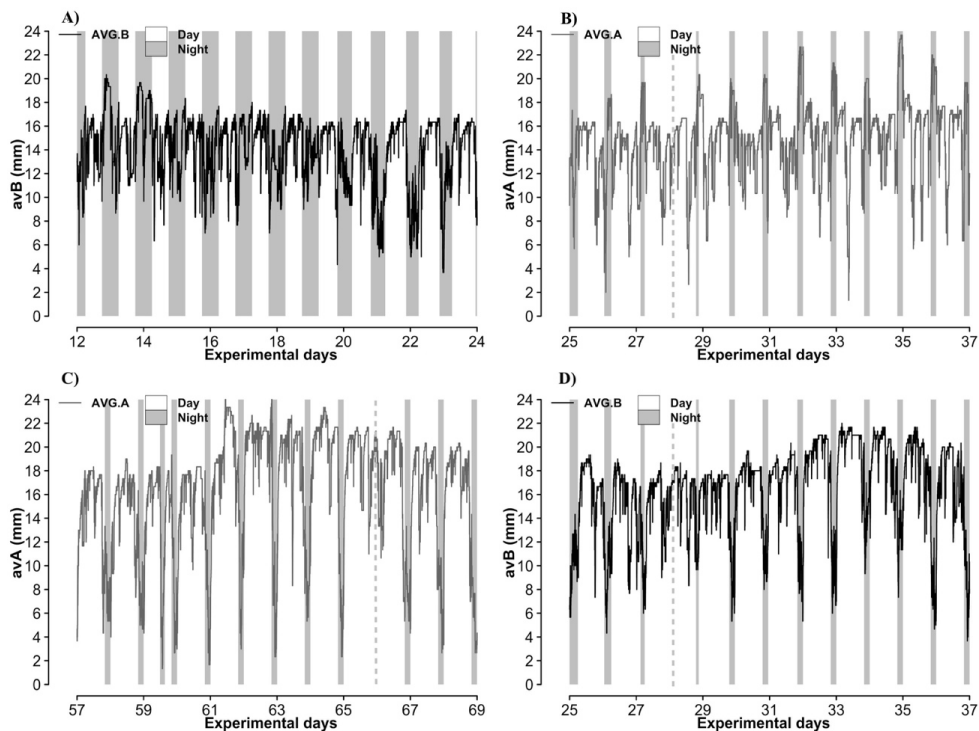 A)
AVG.B Day
Night
24
22
20
18
16
14
12
10
8
6
4
2
0
avB (mm)
12 14 16 18 20 22 24
Experimental days
B)
AVG.A Day
Night
24
22
20
18
16
14
12
10
8
6
4
2
0
avA (mm)
25 27 29 31 33 35 37
Experimental days
C)
AVG.A Day
Night
24
22
20
18
16
14
12
10
8
6
4
2
0
avA (mm)
57 59 61 63 65 67 69
Experimental days
D)
AVG.B Day
Night
24
22
20
18
16
14
12
10
8
6
4
2
0
avB (mm)
25 27 29 31 33 35 37
Experimental days